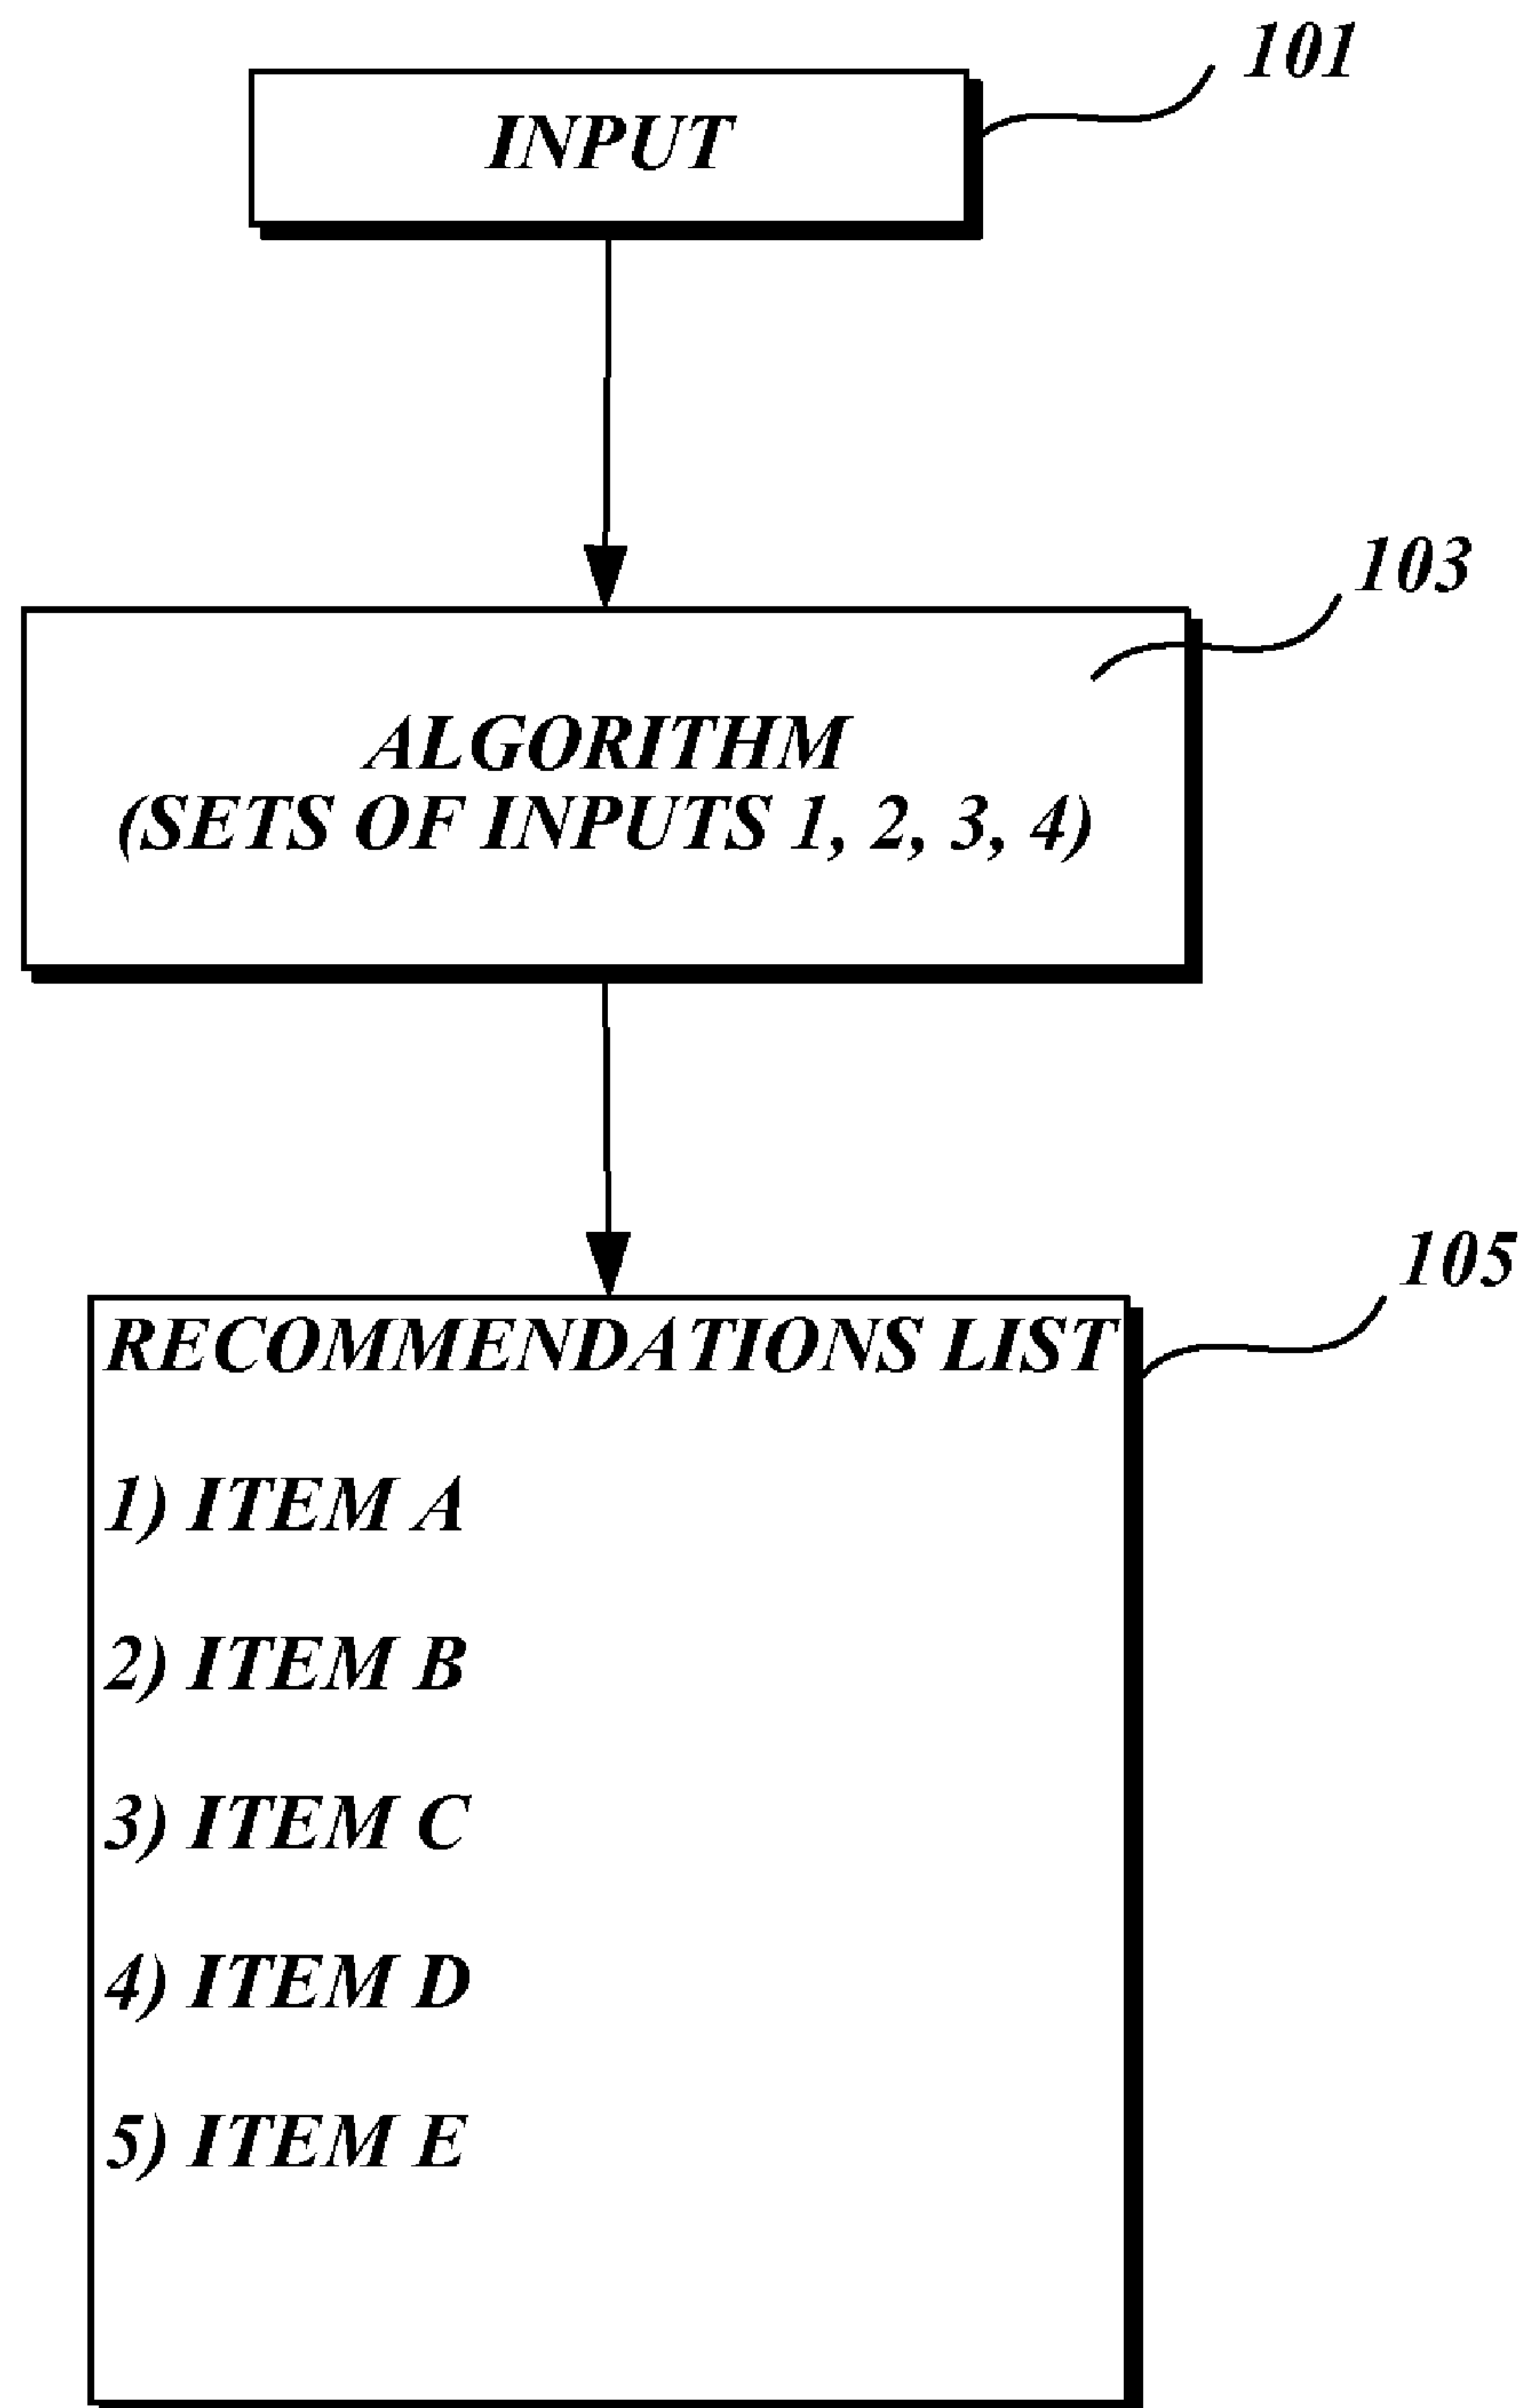 101
INPUT
103
ALGORITHM
(SETS OF INPUTS 1, 2, 3, 4)
105
RECOMMENDATIONS LIST
1) ITEM A
2) ITEM B
3) ITEM C
4) ITEM D
5) ITEM E